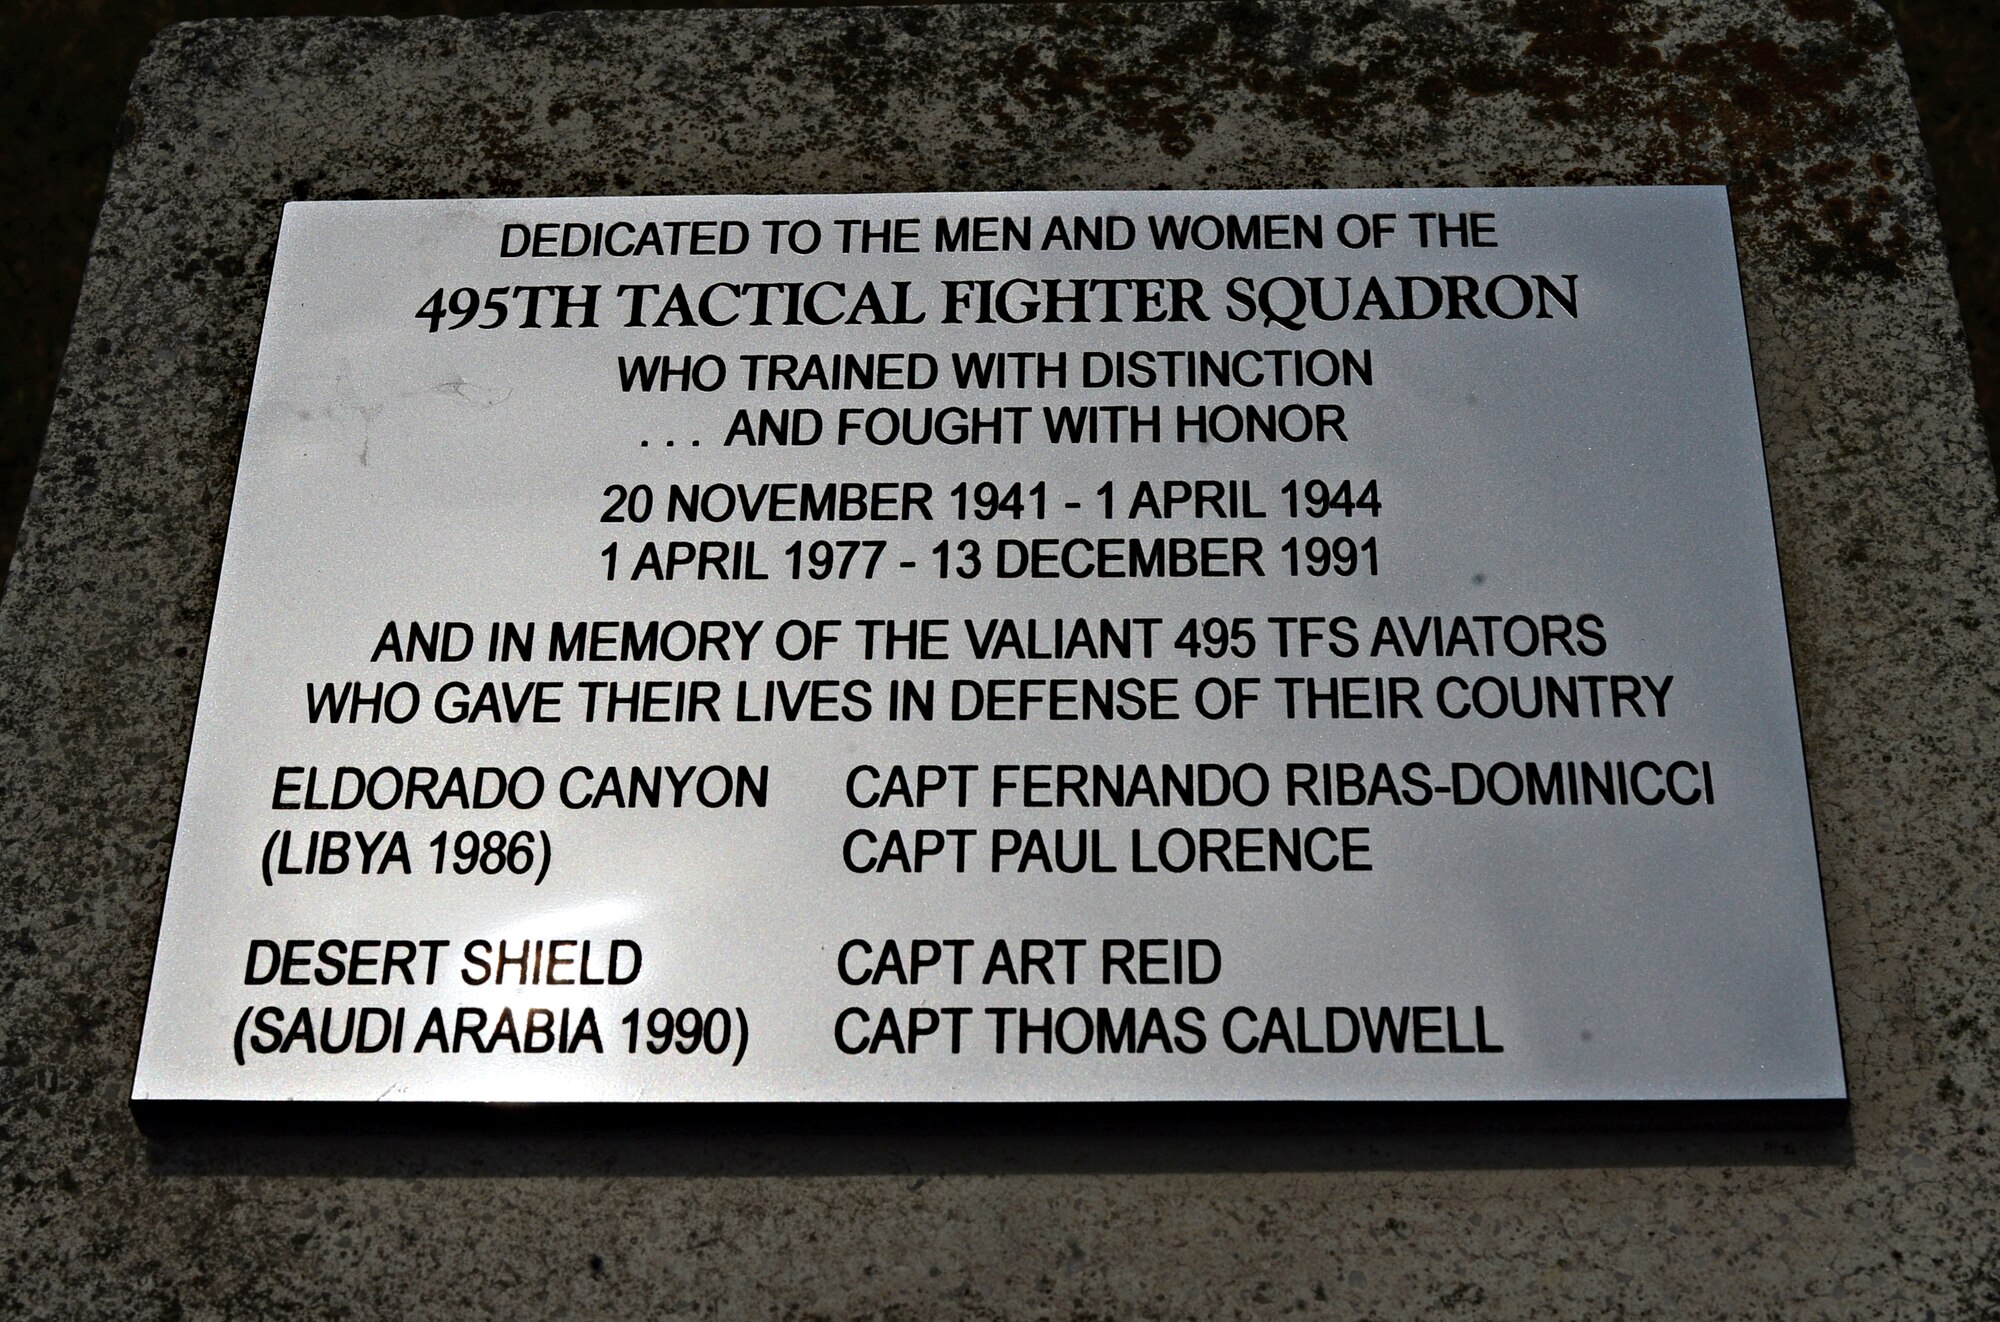 DEDICATED TO THE MEN AND WOMEN OF THE
495TH TACTICAL FIGHTER SQUADRON
WHO TRAINED WITH DISTINCTION
... AND FOUGHT WITH HONOR
20 NOVEMBER 1941 - 1 APRIL 1944
1 APRIL 1977 - 13 DECEMBER 1991
AND IN MEMORY OF THE VALIANT 495 TFS AVIATORS
WHO GAVE THEIR LIVES IN DEFENSE OF THEIR COUNTRY
ELDORADO CANYON CAPT FERNANDO RIBAS-DOMINICCI
(LIBYA 1986) CAPT PAUL LORENCE
DESERT SHIELD CAPT ART REID
(SAUDI ARABIA 1990) CAPT THOMAS CALDWELL